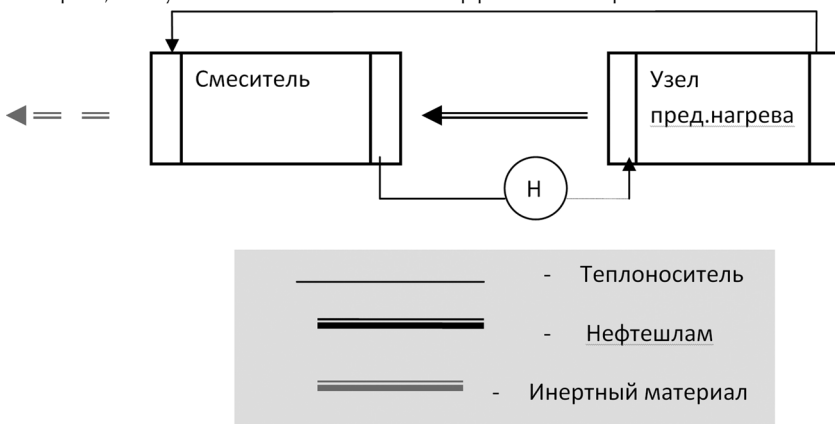 Смеситель
Узел
пред.нагрева
Н
- Теплоноситель
- Нефтешлам
- Инертный материал